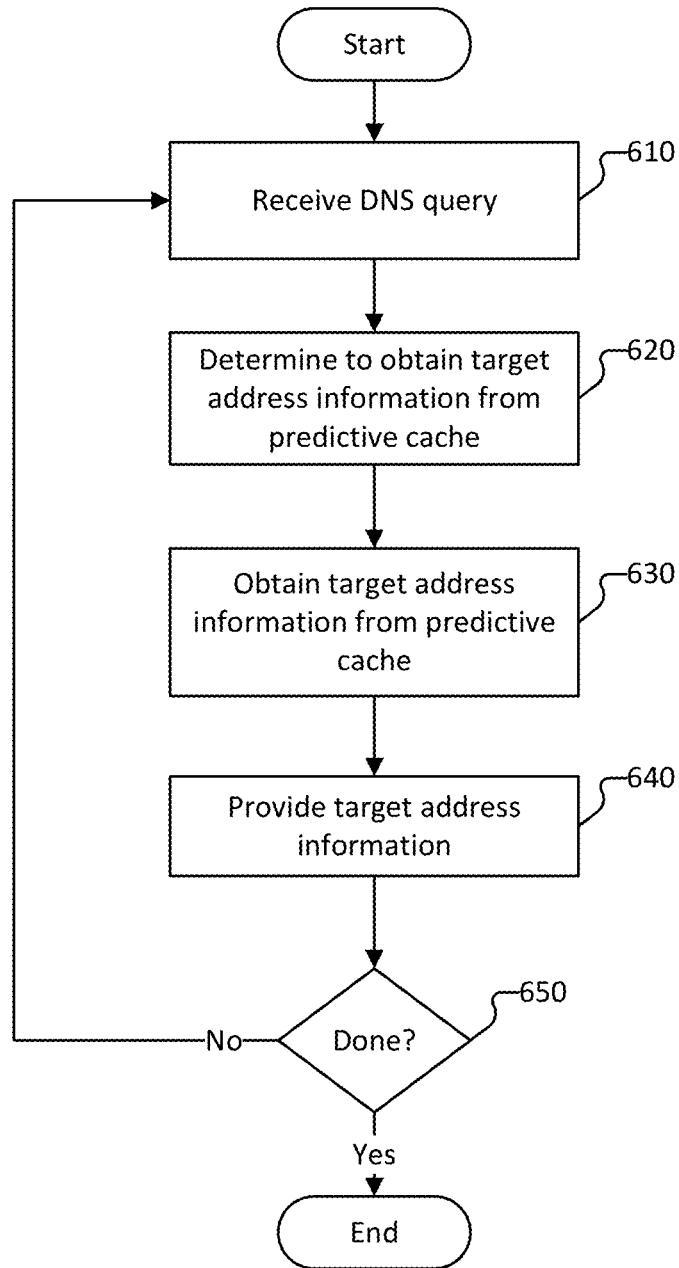 Start
610
Receive DNS query
620
Determine to obtain target
address information from
predictive cache
630
Obtain target address
information from predictive
cache
640
Provide target address
information
650
Done?
No
Yes
End